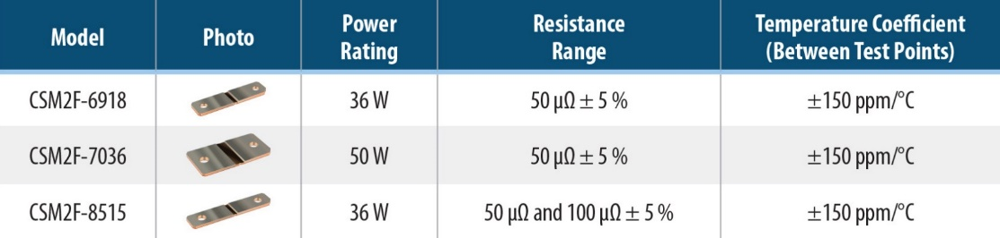 Model
Photo
Power
Rating
Resistance
Range
Temperature Coefficient
(Between Test Points)
CSM2F-6918
36 W
50 μΩ ± 5 %
±150 ppm/°C
CSM2F-7036
50 W
50 μΩ ± 5 %
±150 ppm/°C
CSM2F-8515
36 W
50 μΩ and 100 μΩ ± 5 %
±150 ppm/°C